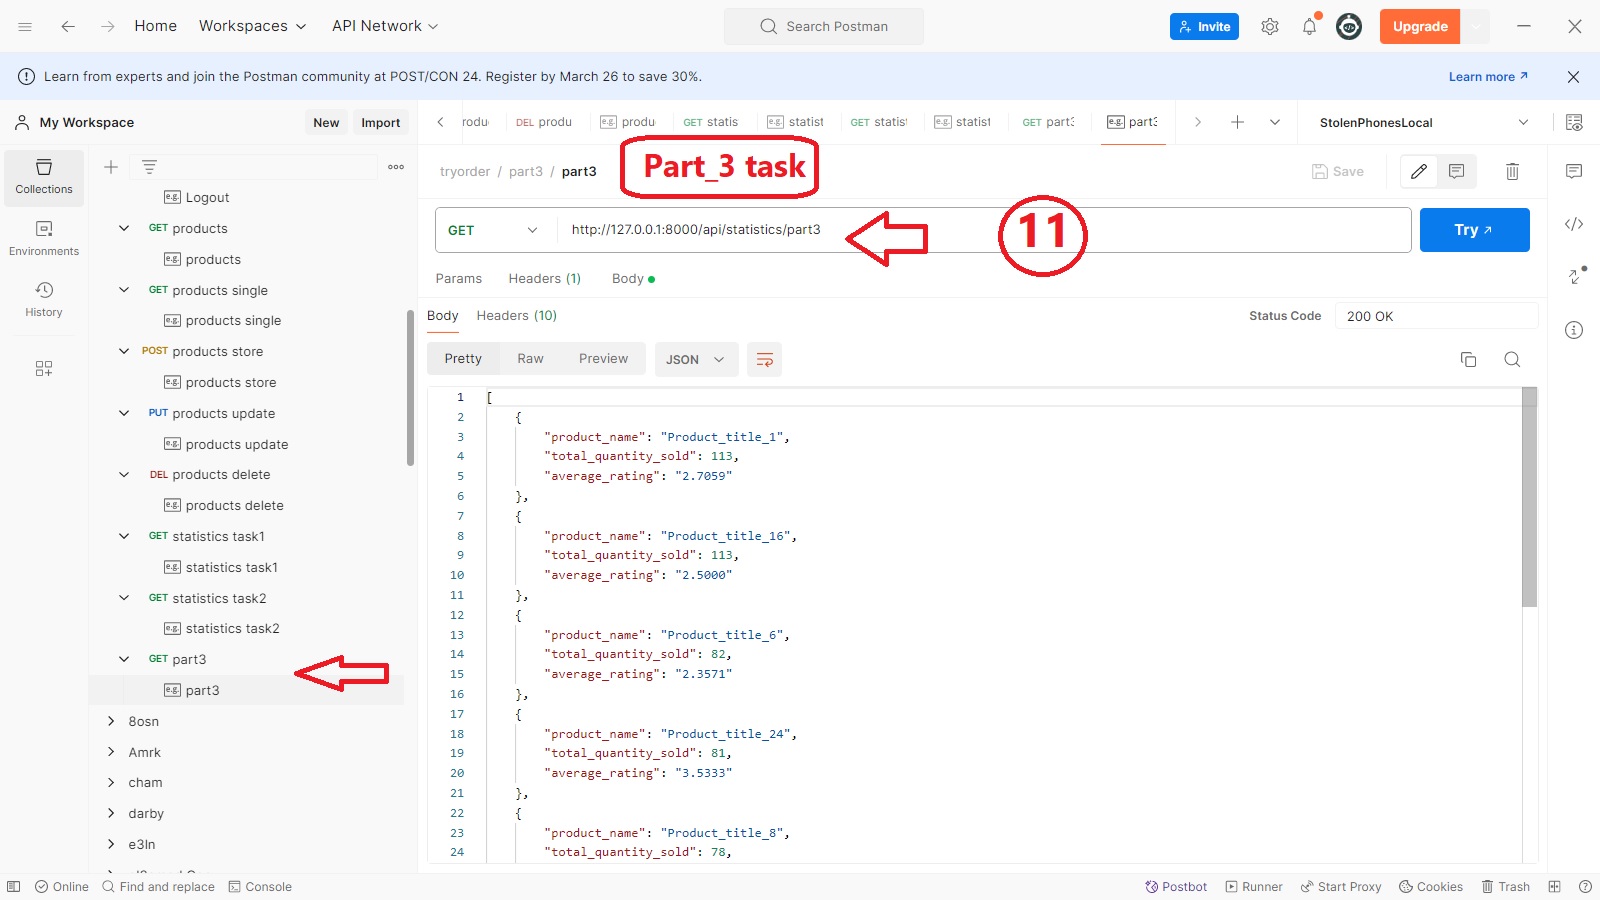 Home Workspaces API Network Search Postman Invite Upgrade
Learn from experts and join the Postman community at POST/CON 24. Register by March 26 to save 30%. Learn more
My Workspace New Import rodu DEL produ e.g. produ GET statis e.g. statist GET statist e.g. statist GET part3 e.g. part3 StolenPhonesLocal
Collections
Environments
History
e.g. Logout
GET products
e.g. products
GET products single
e.g. products single
POST products store
e.g. products store
PUT products update
e.g. products update
DEL products delete
e.g. products delete
GET statistics task1
e.g. statistics task1
GET statistics task2
e.g. statistics task2
GET part3
e.g. part3
8osn
Amrk
cham
darby
e3ln
tryorder / part3 / part3 Part_3 task Save
GET http://127.0.0.1:8000/api/statistics/part3 11 Try
Params Headers (1) Body
Body Headers (10) Status Code 200 OK
Pretty Raw Preview JSON
1 [
2 {
3 "product_name": "Product_title_1",
4 "total_quantity_sold": 113,
5 "average_rating": "2.7059"
6 },
7 {
8 "product_name": "Product_title_16",
9 "total_quantity_sold": 113,
10 "average_rating": "2.5000"
11 },
12 {
13 "product_name": "Product_title_6",
14 "total_quantity_sold": 82,
15 "average_rating": "2.3571"
16 },
17 {
18 "product_name": "Product_title_24",
19 "total_quantity_sold": 81,
20 "average_rating": "3.5333"
21 },
22 {
23 "product_name": "Product_title_8",
24 "total_quantity_sold": 78,
Online Find and replace Console Postbot Runner Start Proxy Cookies Trash